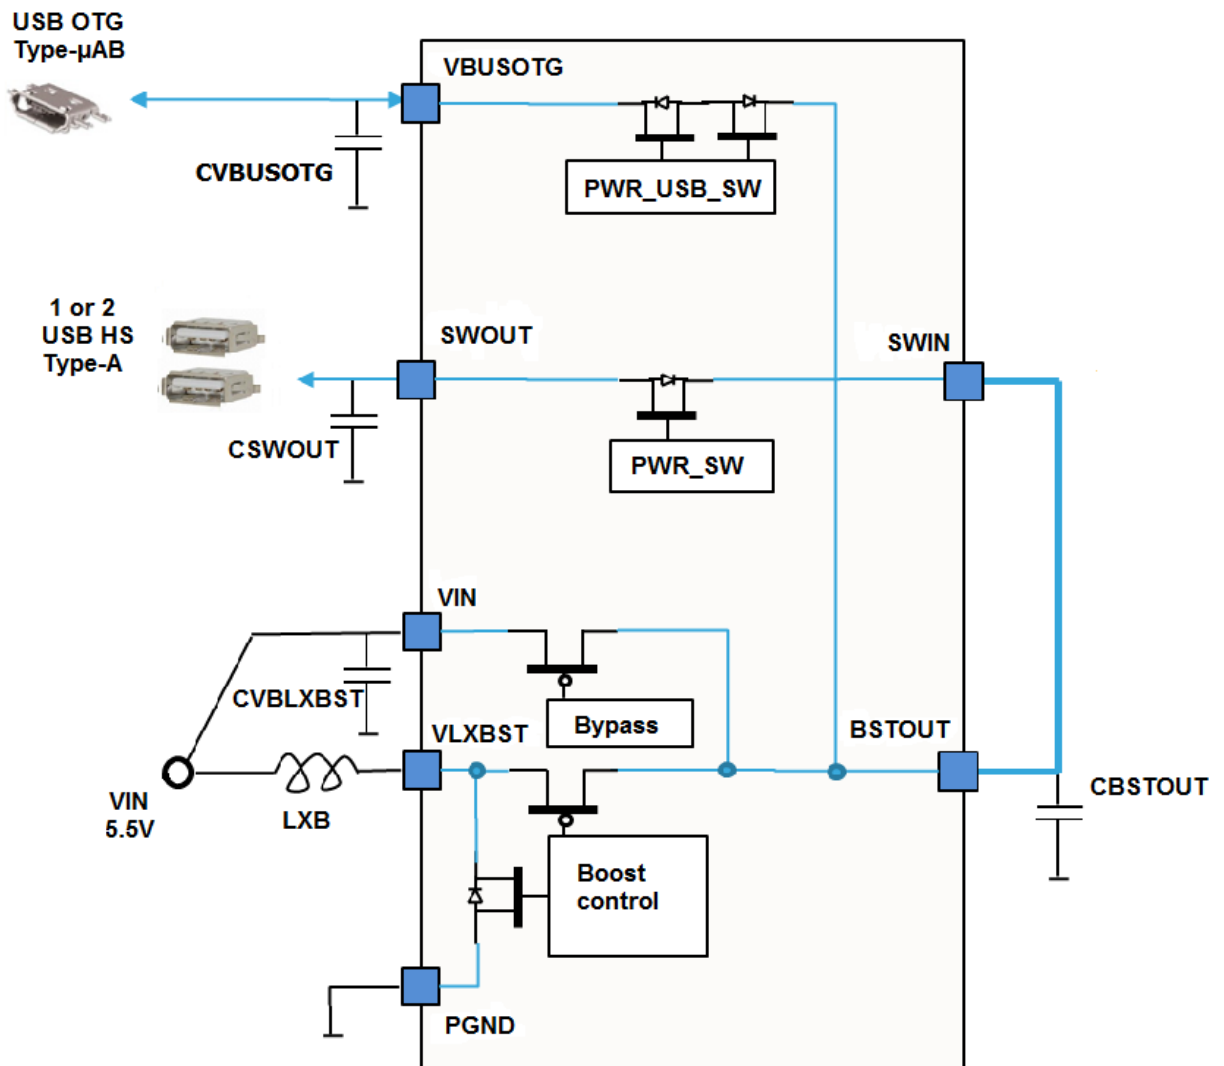 USB OTG
Type-µAB
VBUSOTG
CVBUSOTG
PWR_USB_SW
1 or 2
USB HS
Type-A
SWOUT
SWIN
CSWOUT
PWR_SW
VIN
CVBLXBST
Bypass
VLXBST
BSTOUT
VIN
5.5V
LXB
CBSTOUT
Boost
control
PGND